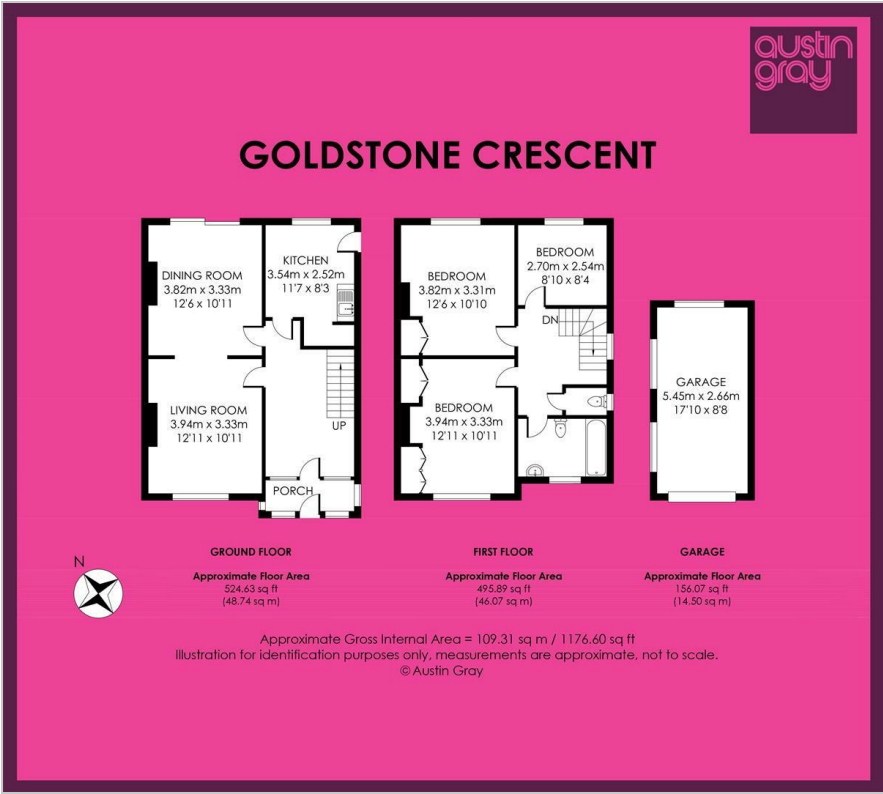 austin
gray
GOLDSTONE CRESCENT
DINING ROOM
3.82m x 3.33m
12'6 x 10'11
KITCHEN
3.54m x 2.52m
11'7 x 8'3
LIVING ROOM
3.94m x 3.33m
12'11 x 10'11
UP
PORCH
BEDROOM
3.82m x 3.31m
12'6 x 10'10
BEDROOM
2.70m x 2.54m
8'10 x 8'4
DN
BEDROOM
3.94m x 3.33m
12'11 x 10'11
GARAGE
5.45m x 2.66m
17'10 x 8'8
N
GROUND FLOOR
Approximate Floor Area
524.63 sq ft
(48.74 sq m)
FIRST FLOOR
Approximate Floor Area
495.89 sq ft
(46.07 sq m)
GARAGE
Approximate Floor Area
156.07 sq ft
(14.50 sq m)
Approximate Gross Internal Area = 109.31 sq m / 1176.60 sq ft
Illustration for identification purposes only, measurements are approximate, not to scale.
© Austin Gray